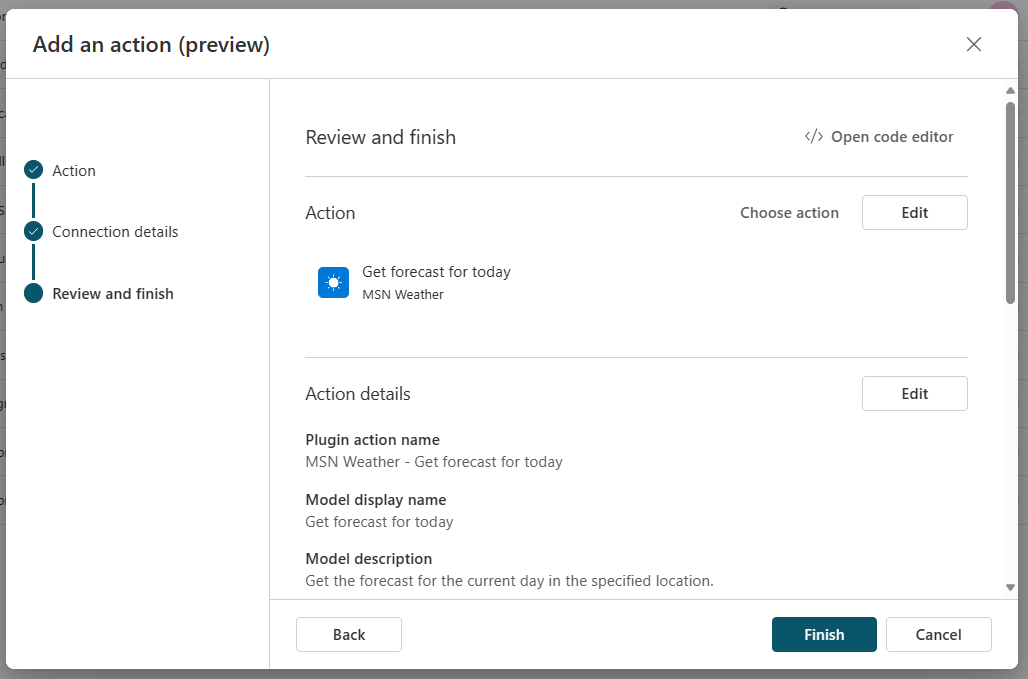 Add an action (preview)
Action
Connection details
Review and finish
Review and finish
Open code editor
Action
Choose action
Edit
Get forecast for today
MSN Weather
Action details
Edit
Plugin action name
MSN Weather - Get forecast for today
Model display name
Get forecast for today
Model description
Get the forecast for the current day in the specified location.
Back
Finish
Cancel